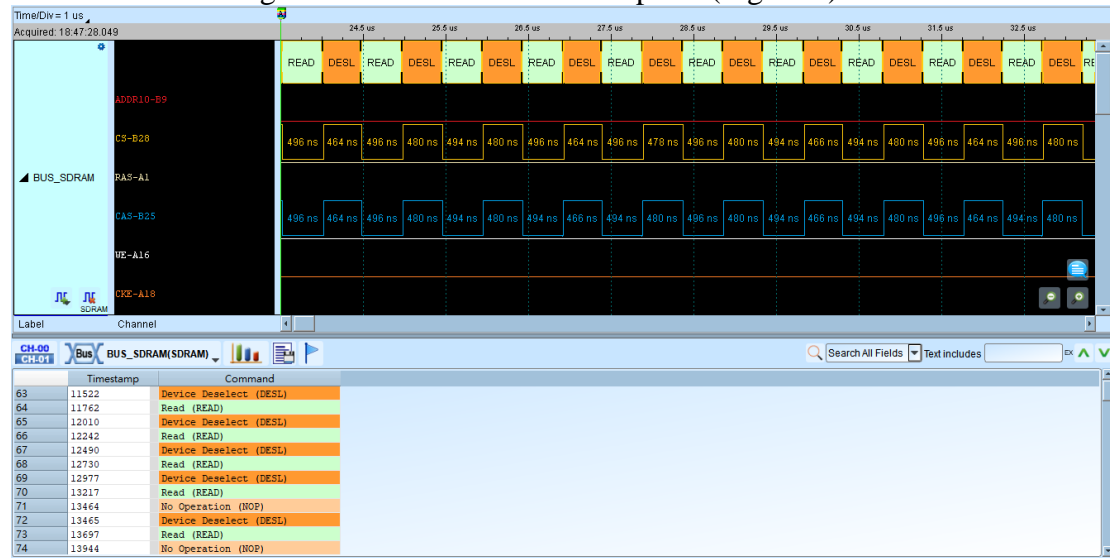 Time/Div = 1 us
Acquired: 18:47:28.049
24.5 us 25.5 us 26.5 us 27.5 us 28.5 us 29.5 us 30.5 us 31.5 us 32.5 us
READ DESL READ DESL READ DESL READ DESL READ DESL READ DESL READ DESL READ DESL READ DESL READ DESL RE
ADDR10-B9
CS-B28 496 ns 464 ns 496 ns 480 ns 494 ns 480 ns 496 ns 464 ns 496 ns 478 ns 496 ns 480 ns 494 ns 466 ns 494 ns 480 ns 496 ns 464 ns 496 ns 480 ns
BUS_SDRAM RAS-A1
CAS-B25 496 ns 464 ns 496 ns 480 ns 494 ns 480 ns 494 ns 466 ns 494 ns 480 ns 496 ns 480 ns 494 ns 466 ns 494 ns 480 ns 496 ns 464 ns 494 ns 480 ns
WE-A16
CKE-A18
SDRAM
Label Channel
CH-00
CH-01 Bus BUS_SDRAM(SDRAM) Search All Fields Text includes EX
Timestamp Command
63 11522 Device Deselect (DESL)
64 11762 Read (READ)
65 12010 Device Deselect (DESL)
66 12242 Read (READ)
67 12490 Device Deselect (DESL)
68 12730 Read (READ)
69 12977 Device Deselect (DESL)
70 13217 Read (READ)
71 13464 No Operation (NOP)
72 13465 Device Deselect (DESL)
73 13697 Read (READ)
74 13944 No Operation (NOP)